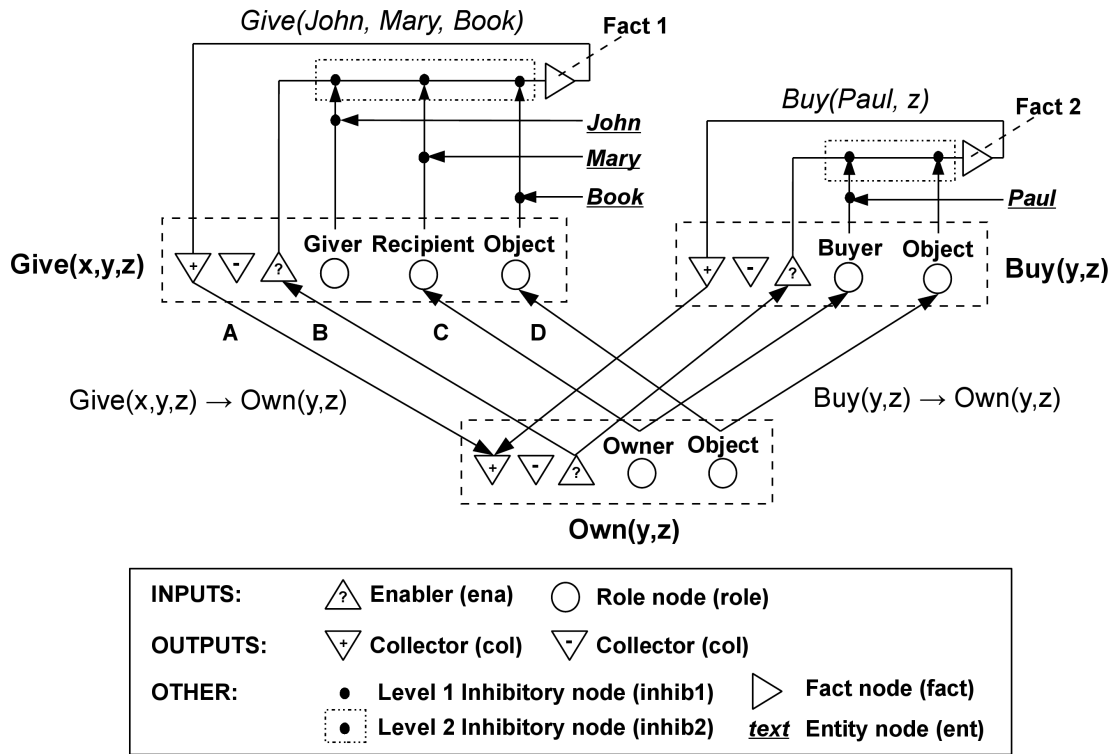 Give(John, Mary, Book)
Fact 1
John
Mary
Book
Buy(Paul, z)
Fact 2
Paul
Give(x,y,z)
+ - ? Giver Recipient Object
+ - ? Buyer Object
Buy(y,z)
A B C D
Give(x,y,z) → Own(y,z)
Buy(y,z) → Own(y,z)
+ - ? Owner Object
Own(y,z)
INPUTS: ? Enabler (ena) Role node (role)
OUTPUTS: + Collector (col) - Collector (col)
OTHER: Level 1 Inhibitory node (inhib1) Fact node (fact)
Level 2 Inhibitory node (inhib2) text Entity node (ent)